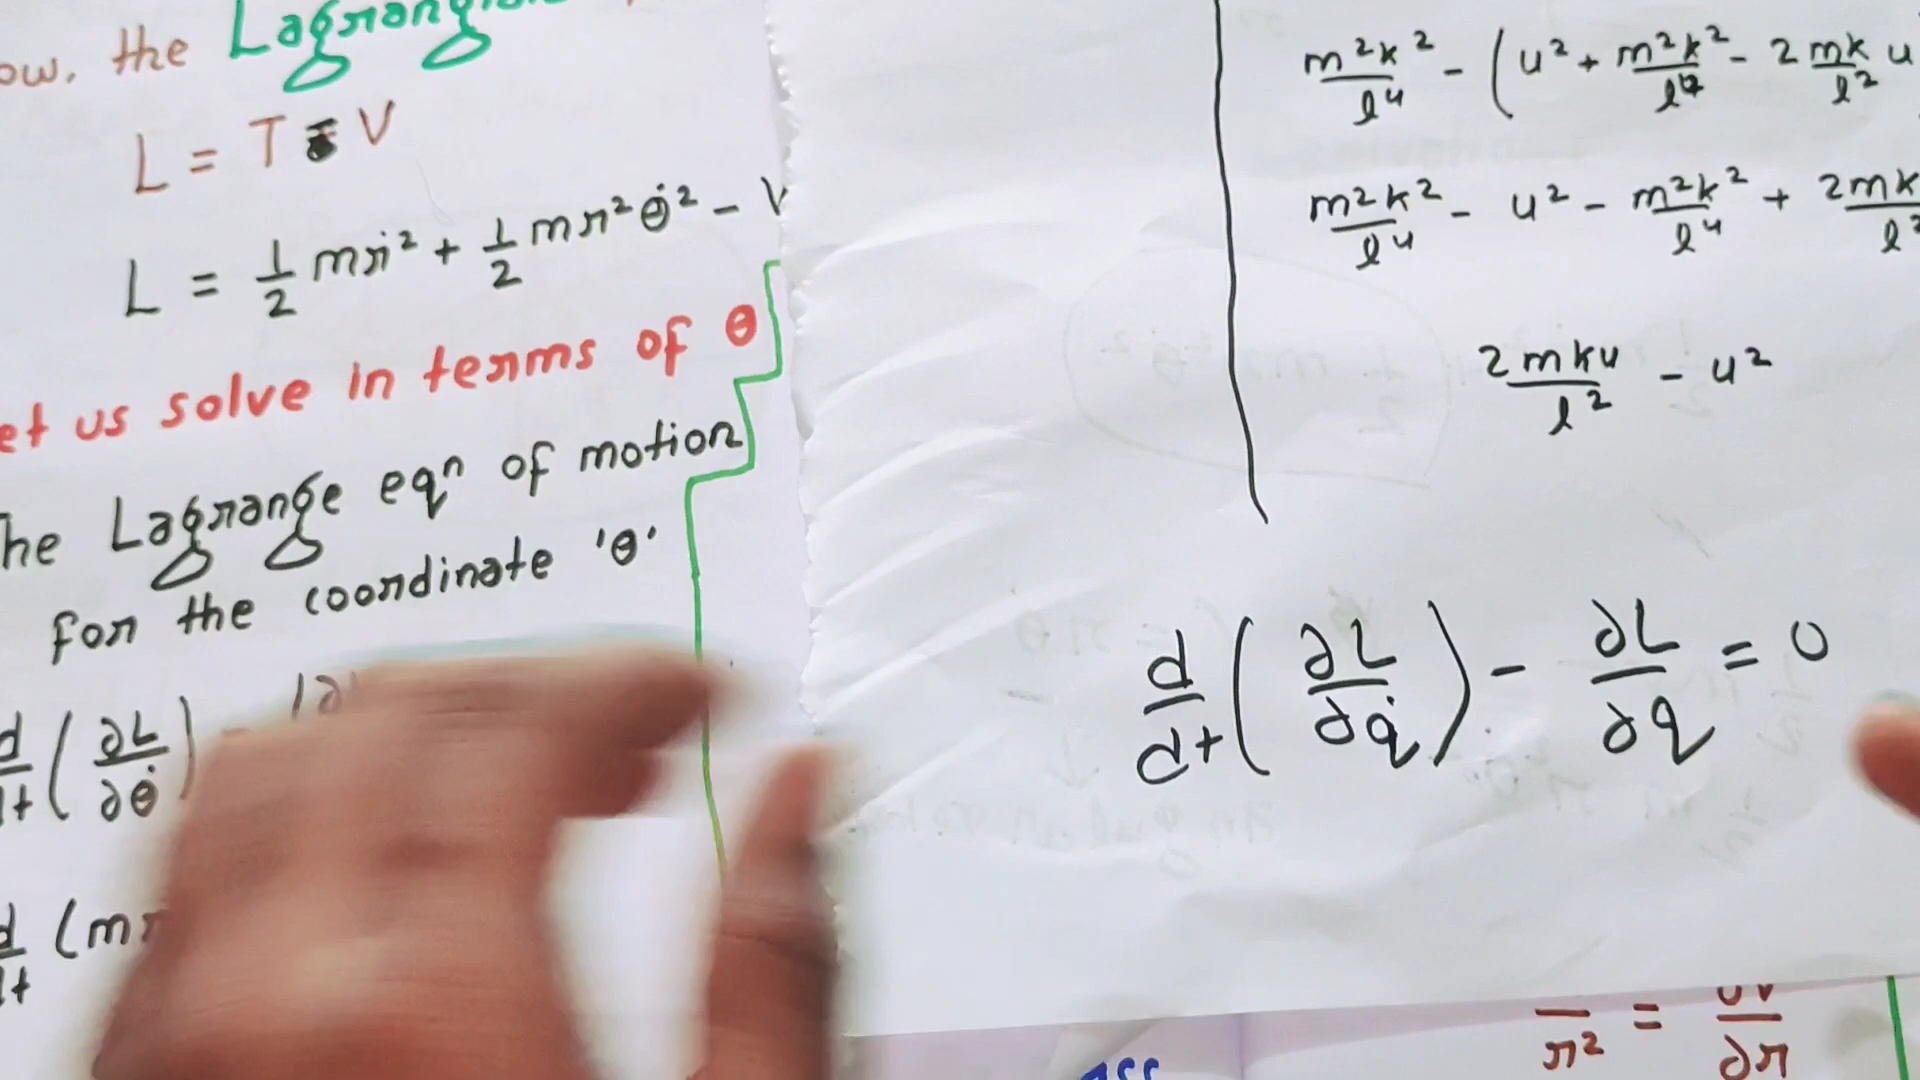 the Lagrangian
L = T - V
L = 1/2 mṙ² + 1/2 mr²θ̇² - V
et us solve in terms of θ
he Lagrange eqⁿ of motion
for the coordinate 'θ'
d/dt (∂L/∂θ̇) -
d/dt (mr
m²k²/l⁴ - (u² + m²k²/l⁴ - 2mk/l² u
m²k²/l⁴ - u² - m²k²/l⁴ + 2mk/l²
2mku/l² - u²
d/dt (∂L/∂q̇) - ∂L/∂q = 0
r² = ∂V/∂r